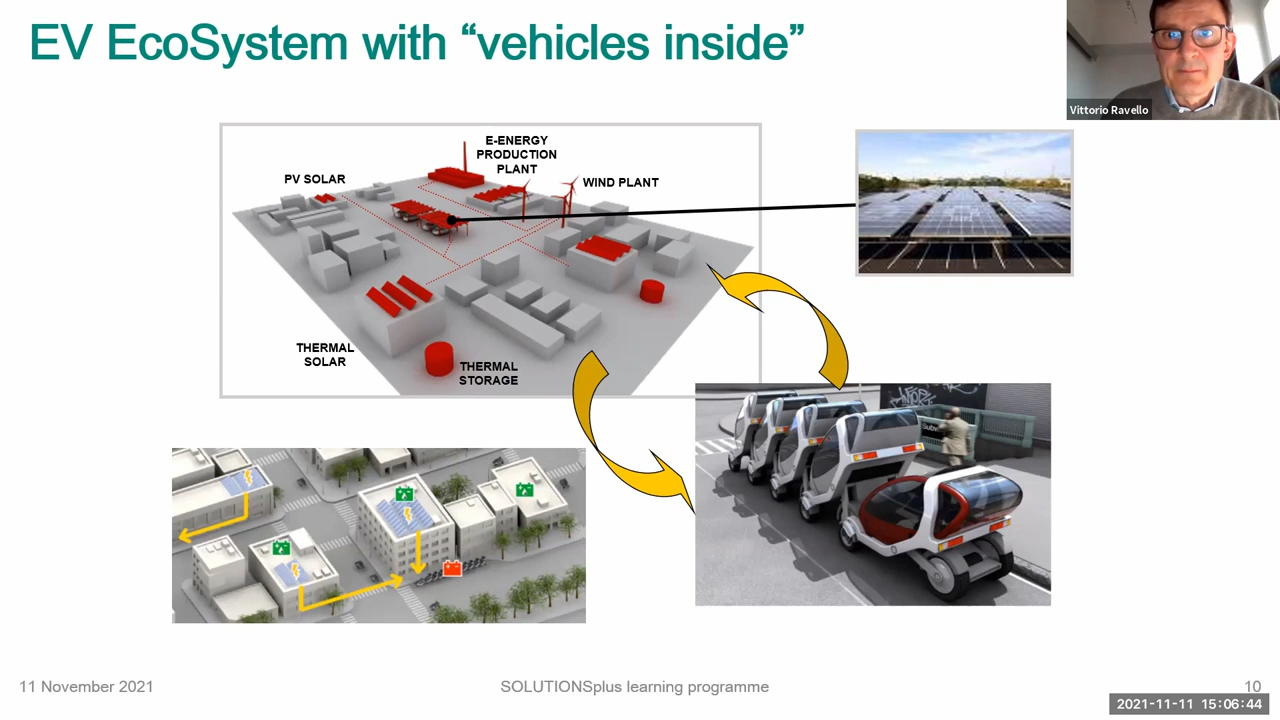 EV EcoSystem with “vehicles inside”
Vittorio Ravello
E-ENERGY
PRODUCTION
PLANT
PV SOLAR
WIND PLANT
THERMAL
SOLAR
THERMAL
STORAGE
11 November 2021
SOLUTIONSplus learning programme
10
2021-11-11 15:06:44